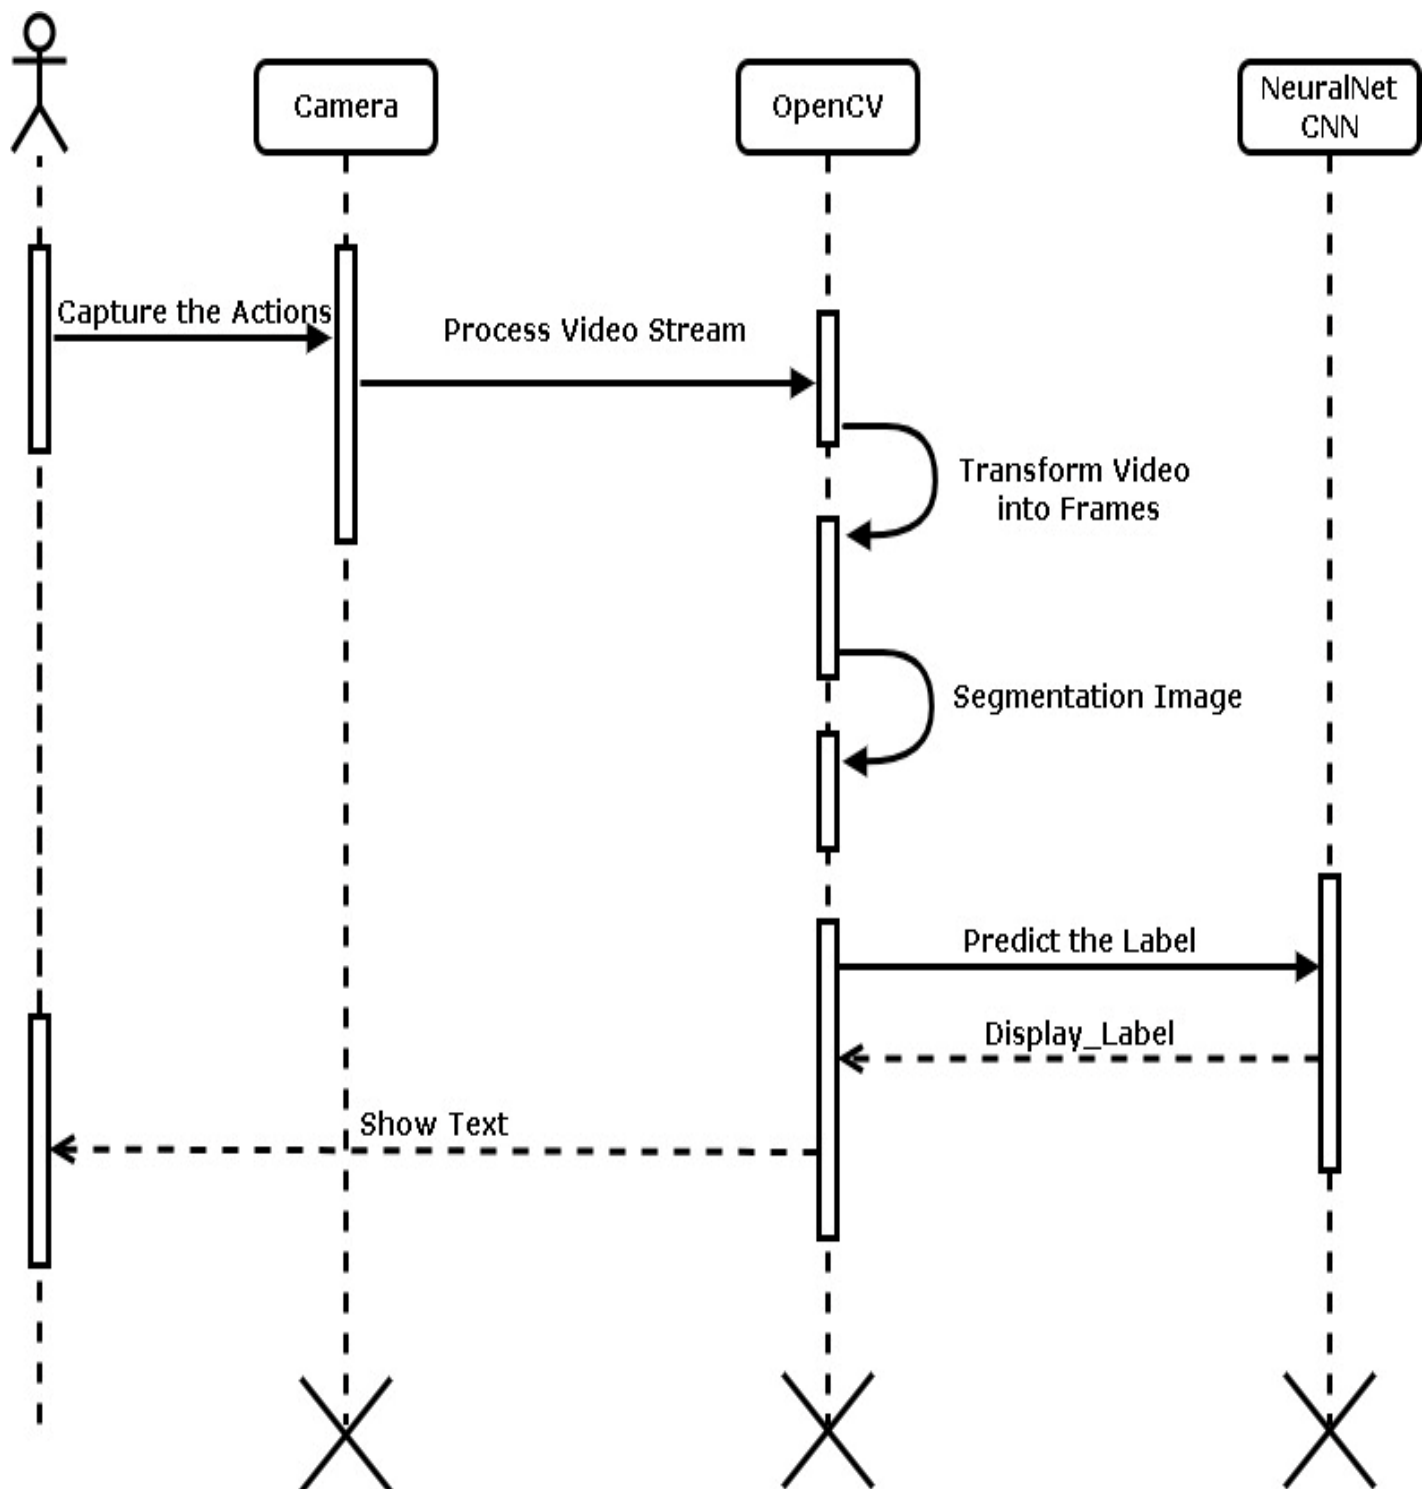 Camera
OpenCV
NeuralNet
CNN
Capture the Actions
Process Video Stream
Transform Video
into Frames
Segmentation Image
Predict the Label
Display_Label
Show Text